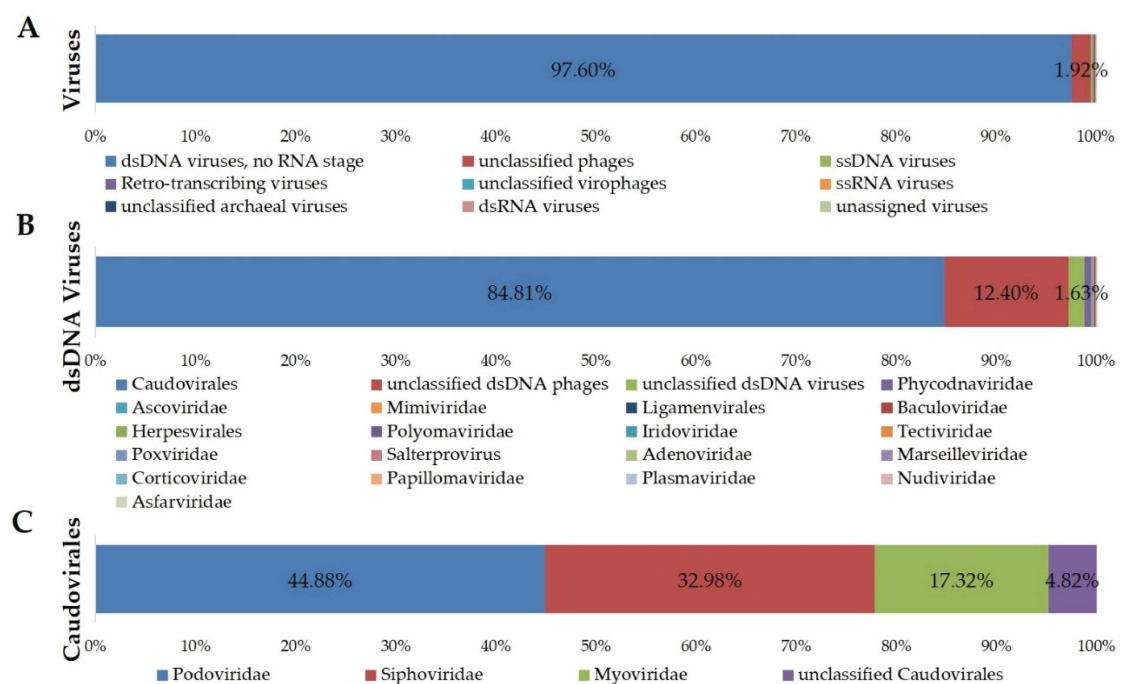 A
Viruses
97.60% 1.92%
0% 10% 20% 30% 40% 50% 60% 70% 80% 90% 100%
dsDNA viruses, no RNA stage unclassified phages ssDNA viruses
Retro-transcribing viruses unclassified virophages ssRNA viruses
unclassified archaeal viruses dsRNA viruses unassigned viruses
B
dsDNA Viruses
84.81% 12.40% 1.63%
0% 10% 20% 30% 40% 50% 60% 70% 80% 90% 100%
Caudovirales unclassified dsDNA phages unclassified dsDNA viruses Phycodnaviridae
Ascoviridae Mimiviridae Ligamenvirales Baculoviridae
Herpesvirales Polyomaviridae Iridoviridae Tectiviridae
Poxviridae Salterprovirus Adenoviridae Marseilleviridae
Corticoviridae Papillomaviridae Plasmaviridae Nudiviridae
Asfarviridae
C
Caudovirales
44.88% 32.98% 17.32% 4.82%
0% 10% 20% 30% 40% 50% 60% 70% 80% 90% 100%
Podoviridae Siphoviridae Myoviridae unclassified Caudovirales